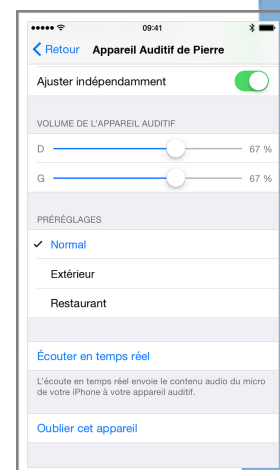 09:41
Retour Appareil Auditif de Pierre
Ajuster indépendamment
VOLUME DE L'APPAREIL AUDITIF
D 67 %
G 67 %
PRÉRÉGLAGES
Normal
Extérieur
Restaurant
Écouter en temps réel
L'écoute en temps réel envoie le contenu audio du micro
de votre iPhone à votre appareil auditif.
Oublier cet appareil